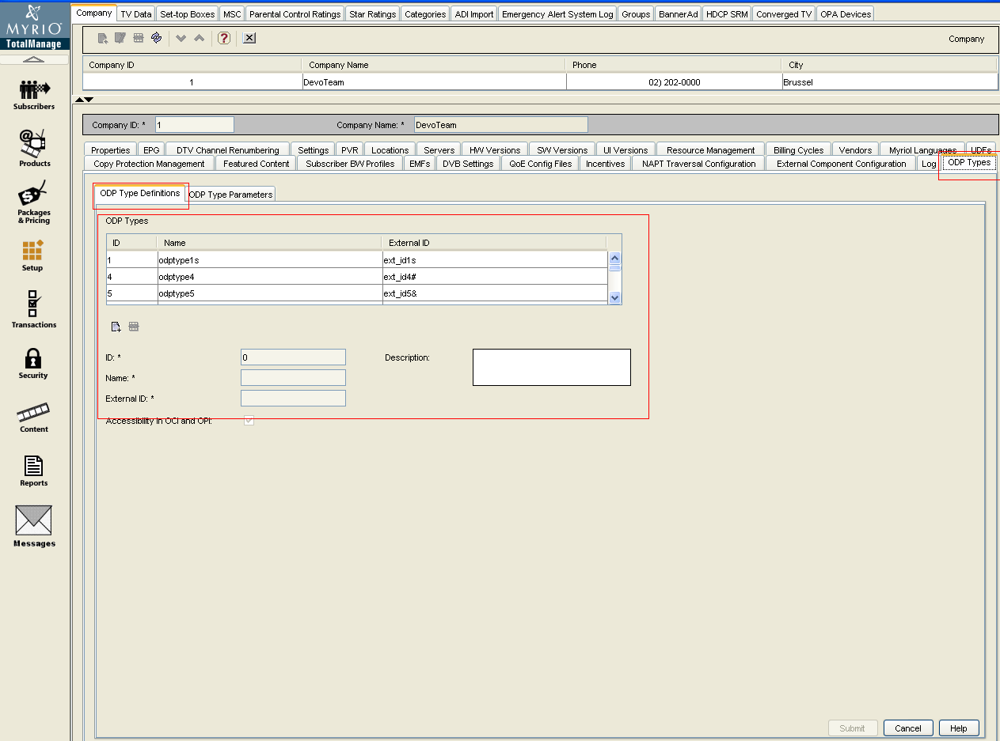 MYRIO
TotalManage
Subscribers
Products
Packages
& Pricing
Setup
Transactions
Security
Content
Reports
Messages
Company TV Data Set-top Boxes MSC Parental Control Ratings Star Ratings Categories ADI Import Emergency Alert System Log Groups BannerAd HDCP SRM Converged TV OPA Devices
Company
Company ID Company Name Phone City
1 DevoTeam 02) 202-0000 Brussel
Company ID: * 1 Company Name: * DevoTeam
Properties EPG DTV Channel Renumbering Settings PVR Locations Servers HW Versions SW Versions UI Versions Resource Management Billing Cycles Vendors Myriol Languages UDFs
Copy Protection Management Featured Content Subscriber BW Profiles EMFs DVB Settings QoE Config Files Incentives NAPT Traversal Configuration External Component Configuration Log ODP Types
ODP Type Definitions ODP Type Parameters
ODP Types
ID Name External ID
1 odptype1s ext_id1s
4 odptype4 ext_id4#
5 odptype5 ext_id5&
ID: * 0 Description:
Name: *
External ID: *
Accessibility in OCI and OPI:
Submit Cancel Help